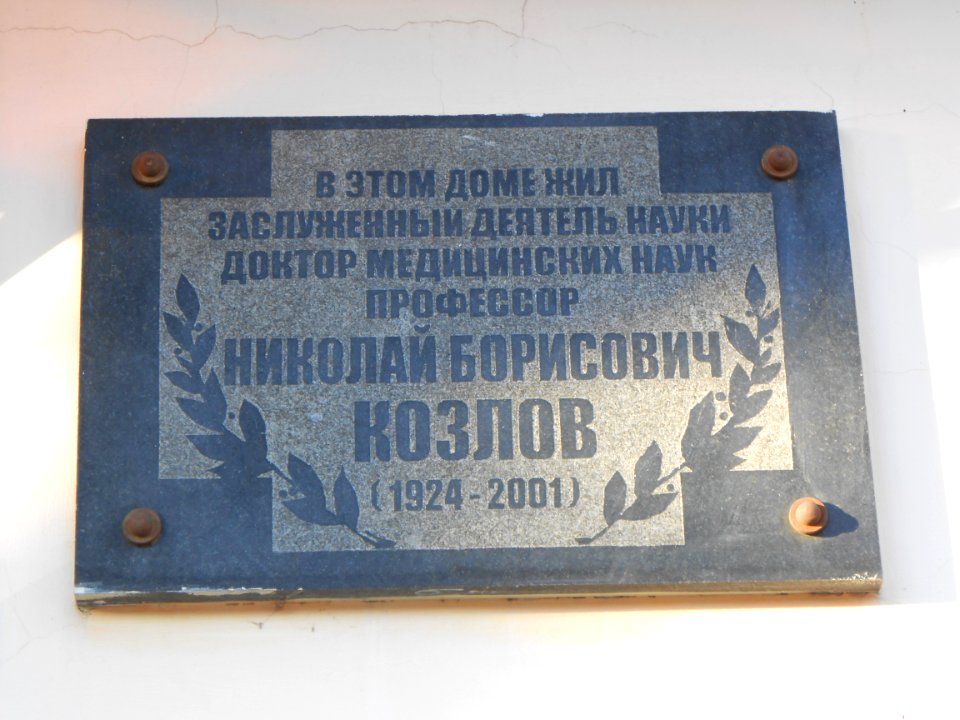 В ЭТОМ ДОМЕ ЖИЛ
ЗАСЛУЖЕННЫЙ ДЕЯТЕЛЬ НАУКИ
ДОКТОР МЕДИЦИНСКИХ НАУК
ПРОФЕССОР
НИКОЛАЙ БОРИСОВИЧ
КОЗЛОВ
(1924 - 2001)